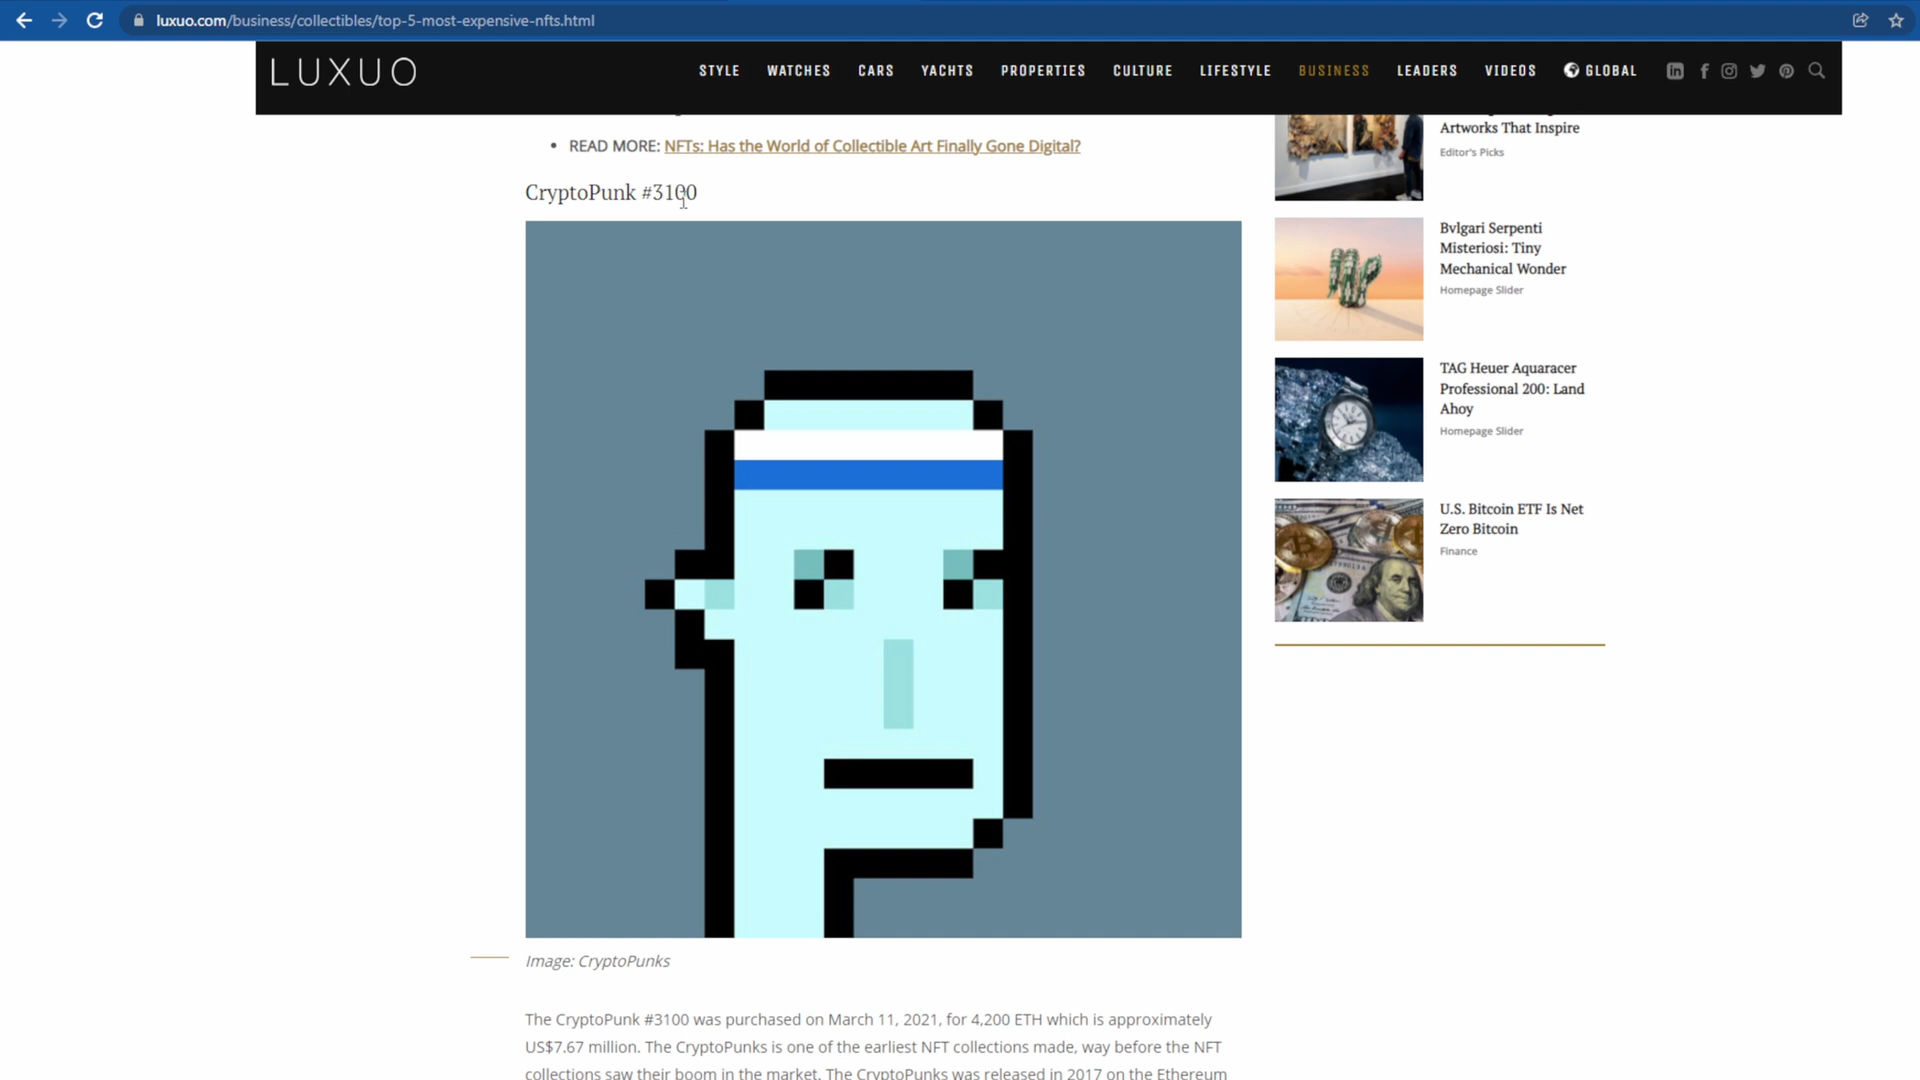 luxuo.com/business/collectibles/top-5-most-expensive-nfts.html
LUXUO
STYLE WATCHES CARS YACHTS PROPERTIES CULTURE LIFESTYLE BUSINESS LEADERS VIDEOS GLOBAL
READ MORE: NFTs: Has the World of Collectible Art Finally Gone Digital?
CryptoPunk #3100
Image: CryptoPunks
The CryptoPunk #3100 was purchased on March 11, 2021, for 4,200 ETH which is approximately
US$7.67 million. The CryptoPunks is one of the earliest NFT collections made, way before the NFT
collections saw their boom in the market. The CryptoPunks was released in 2017 on the Ethereum
Artworks That Inspire
Editor's Picks
Bvlgari Serpenti
Misteriosi: Tiny
Mechanical Wonder
Homepage Slider
TAG Heuer Aquaracer
Professional 200: Land
Ahoy
Homepage Slider
U.S. Bitcoin ETF Is Net
Zero Bitcoin
Finance